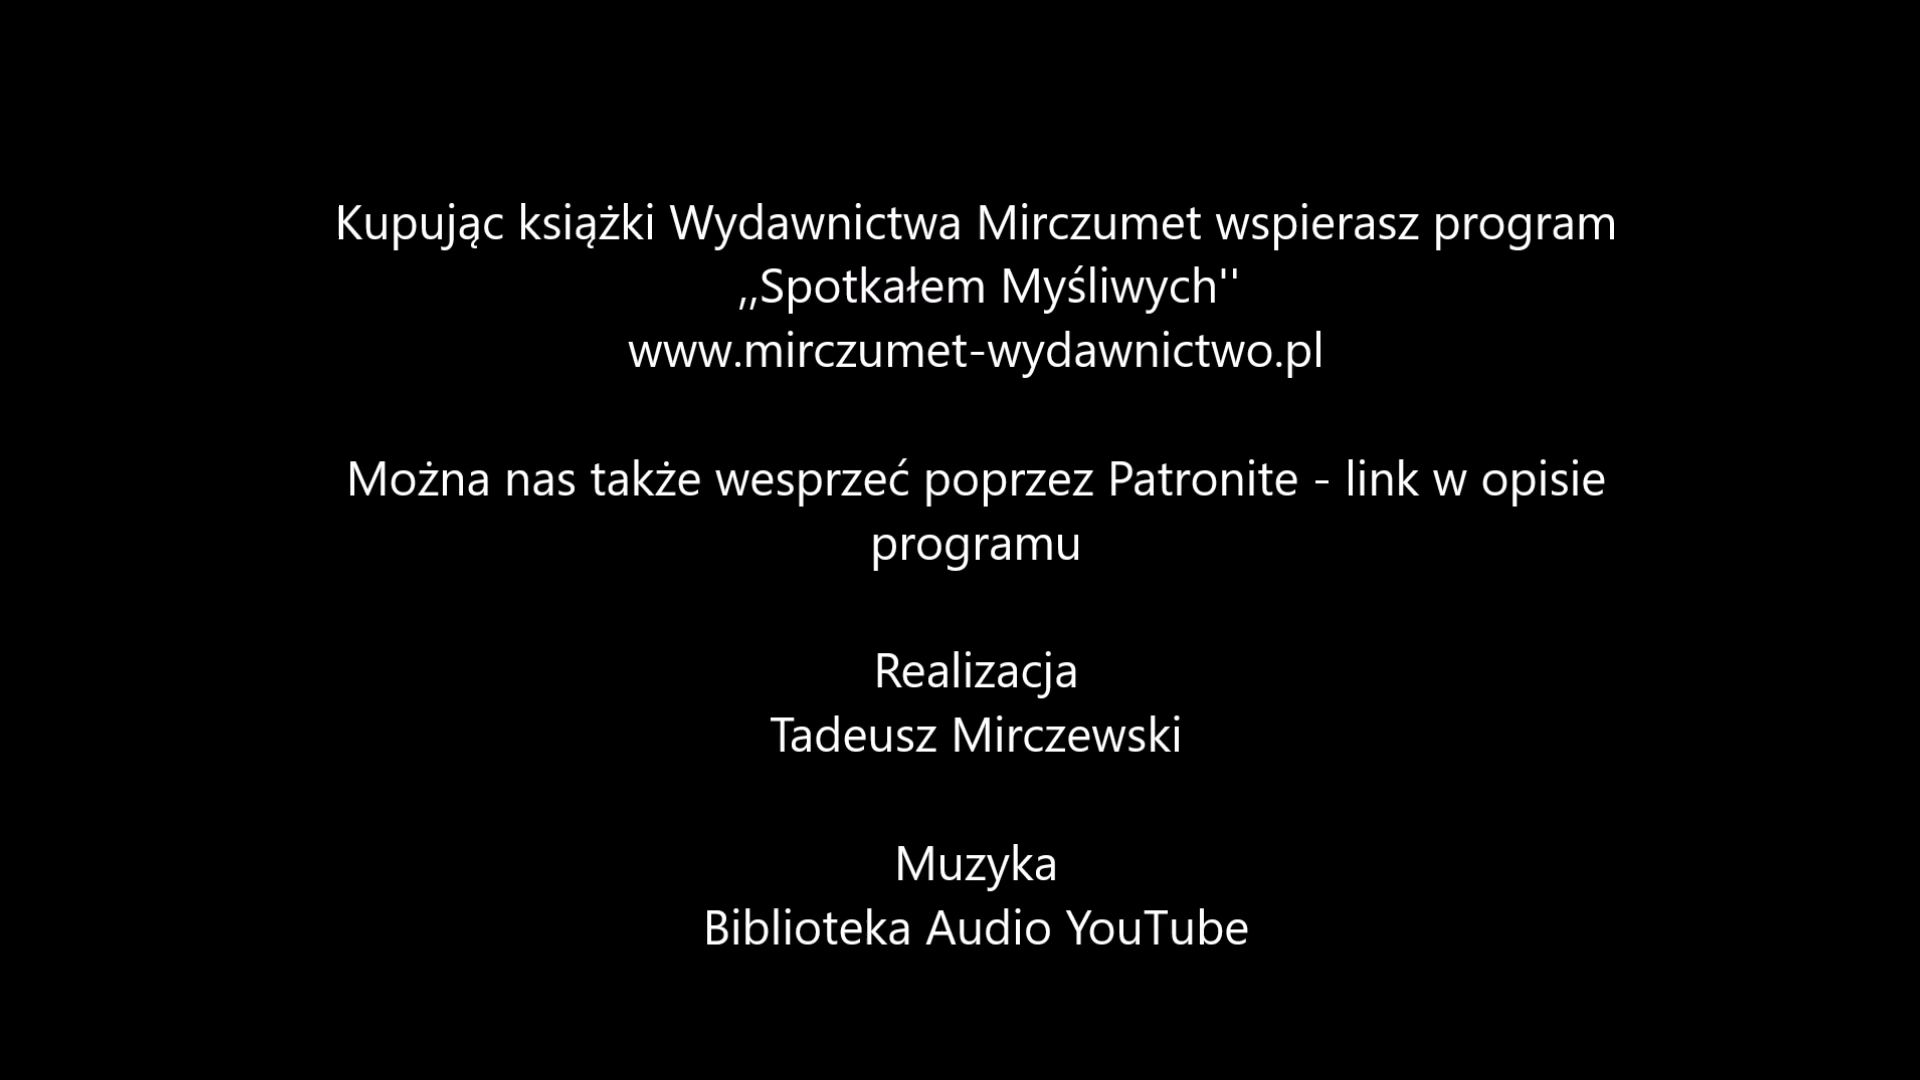 Kupując książki Wydawnictwa Mirczumet wspierasz program
,,Spotkałem Myśliwych''
www.mirczumet-wydawnictwo.pl
Można nas także wesprzeć poprzez Patronite - link w opisie
programu
Realizacja
Tadeusz Mirczewski
Muzyka
Biblioteka Audio YouTube